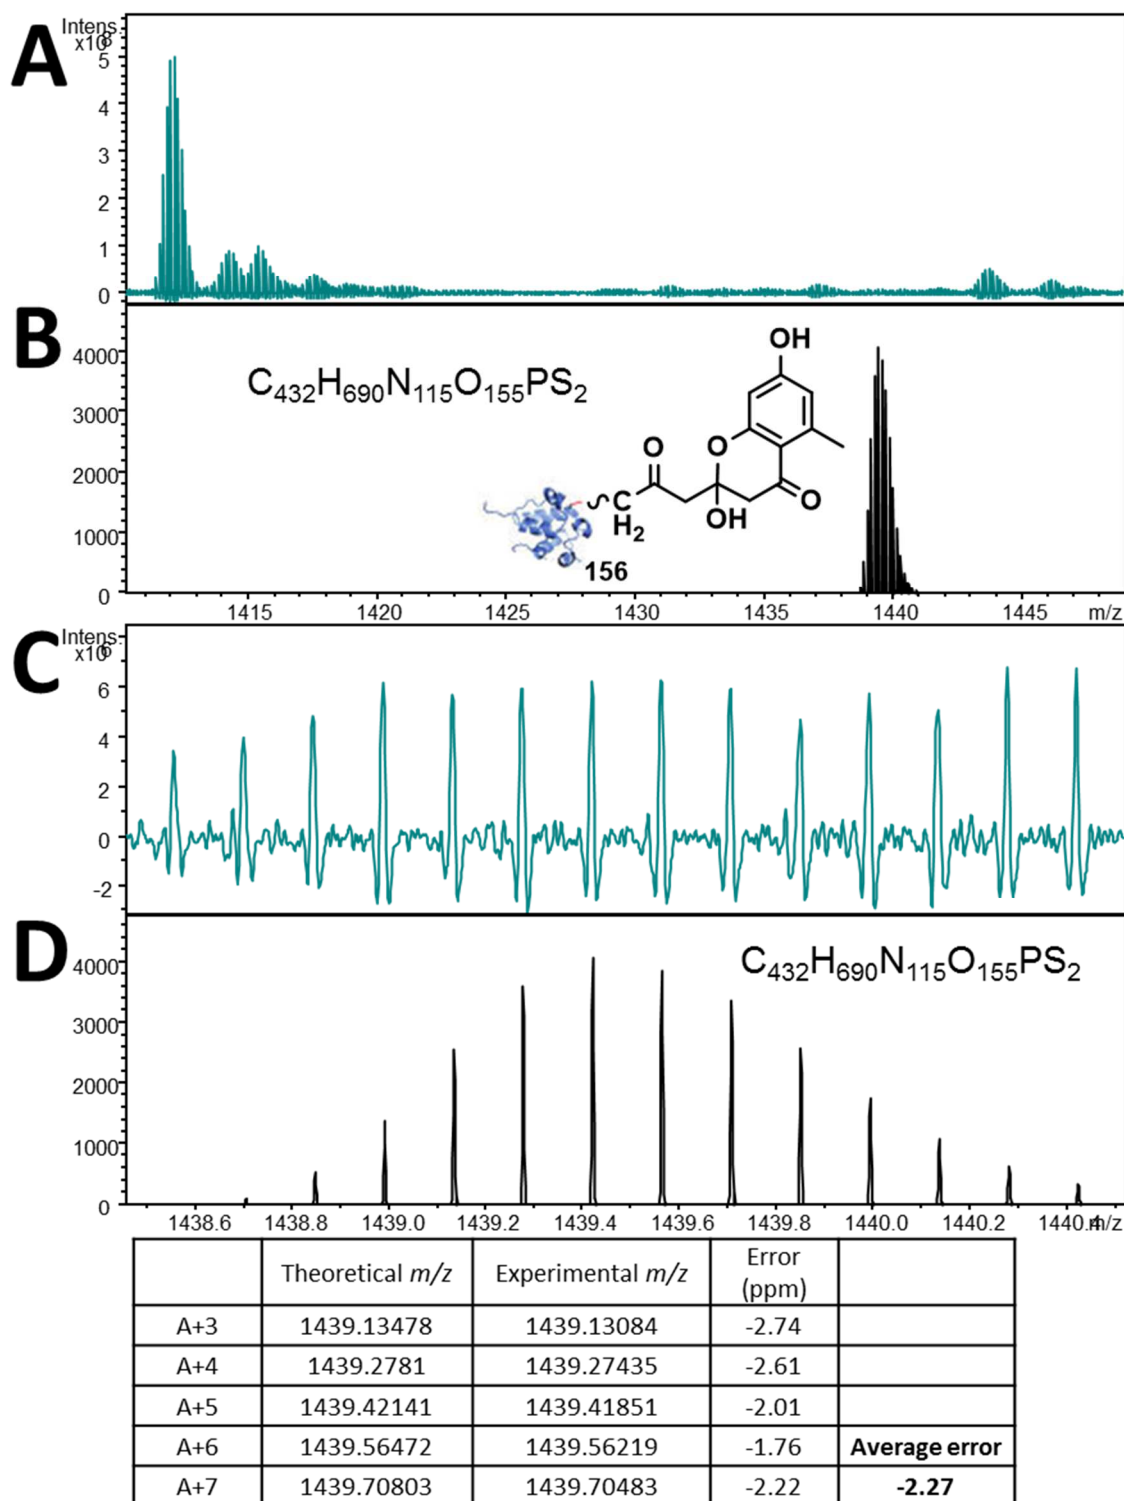 A
Intens.
x10⁸
5
4
3
2
1
0
B
4000
3000
2000
1000
0
C₄₃₂H₆₉₀N₁₁₅O₁₅₅PS₂
OH
O
O
C
H₂
OH
O
156
1415 1420 1425 1430 1435 1440 1445 m/z
C
Intens.
6
4
2
0
-2
D
C₄₃₂H₆₉₀N₁₁₅O₁₅₅PS₂
4000
3000
2000
1000
0
1438.6 1438.8 1439.0 1439.2 1439.4 1439.6 1439.8 1440.0 1440.2 1440.4 m/z
Theoretical m/z Experimental m/z Error (ppm)
A+3 1439.13478 1439.13084 -2.74
A+4 1439.2781 1439.27435 -2.61
A+5 1439.42141 1439.41851 -2.01
A+6 1439.56472 1439.56219 -1.76 Average error
A+7 1439.70803 1439.70483 -2.22 -2.27